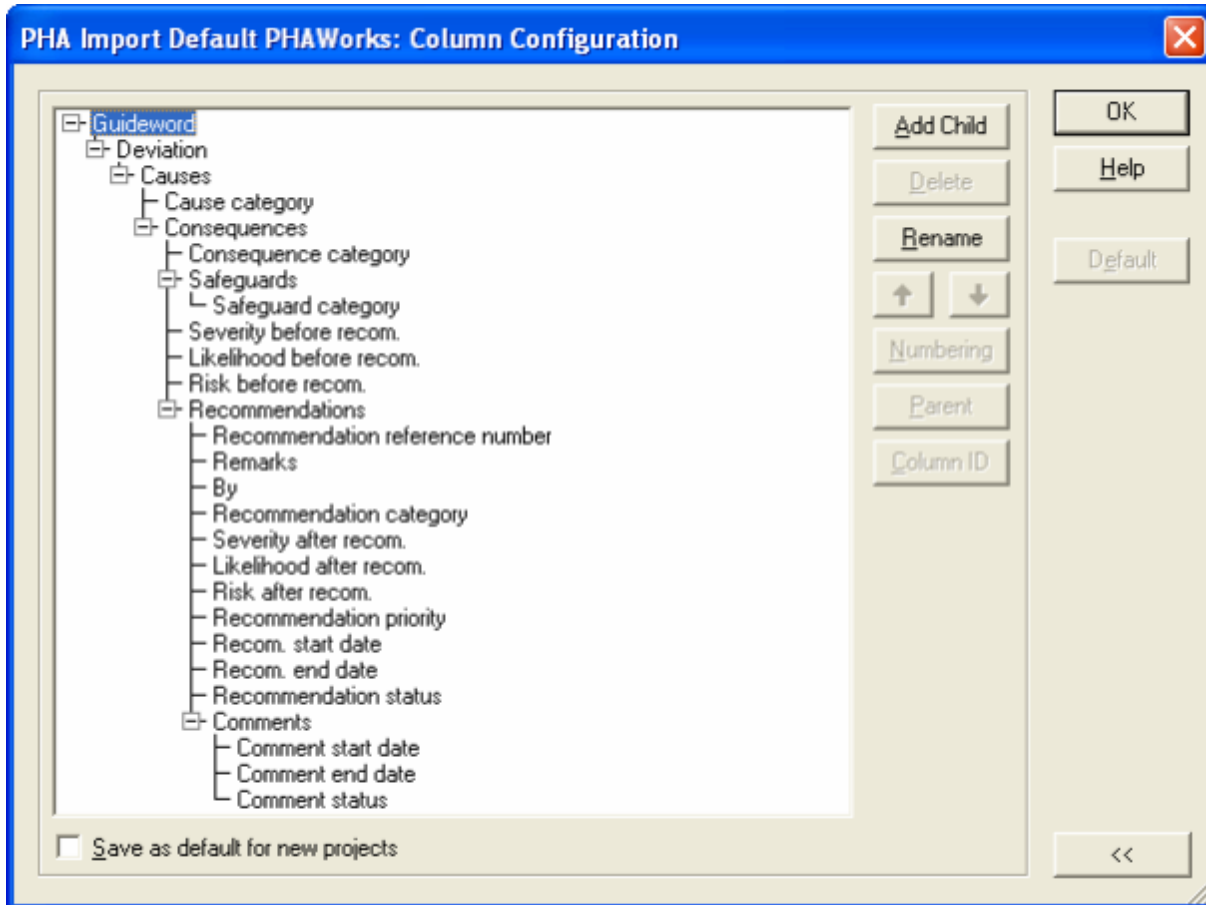 PHA Import Default PHAWorks: Column Configuration
Guideword
Deviation
Causes
Cause category
Consequences
Consequence category
Safeguards
Safeguard category
Severity before recom.
Likelihood before recom.
Risk before recom.
Recommendations
Recommendation reference number
Remarks
By
Recommendation category
Severity after recom.
Likelihood after recom.
Risk after recom.
Recommendation priority
Recom. start date
Recom. end date
Recommendation status
Comments
Comment start date
Comment end date
Comment status
Save as default for new projects
Add Child
Delete
Rename
Numbering
Parent
Column ID
OK
Help
Default
<<